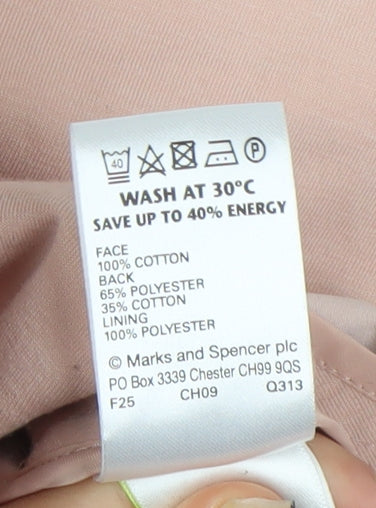 40 P
WASH AT 30°C
SAVE UP TO 40% ENERGY
FACE
100% COTTON
BACK
65% POLYESTER
35% COTTON
LINING
100% POLYESTER
© Marks and Spencer plc
PO Box 3339 Chester CH99 9QS
F25 CH09 Q313